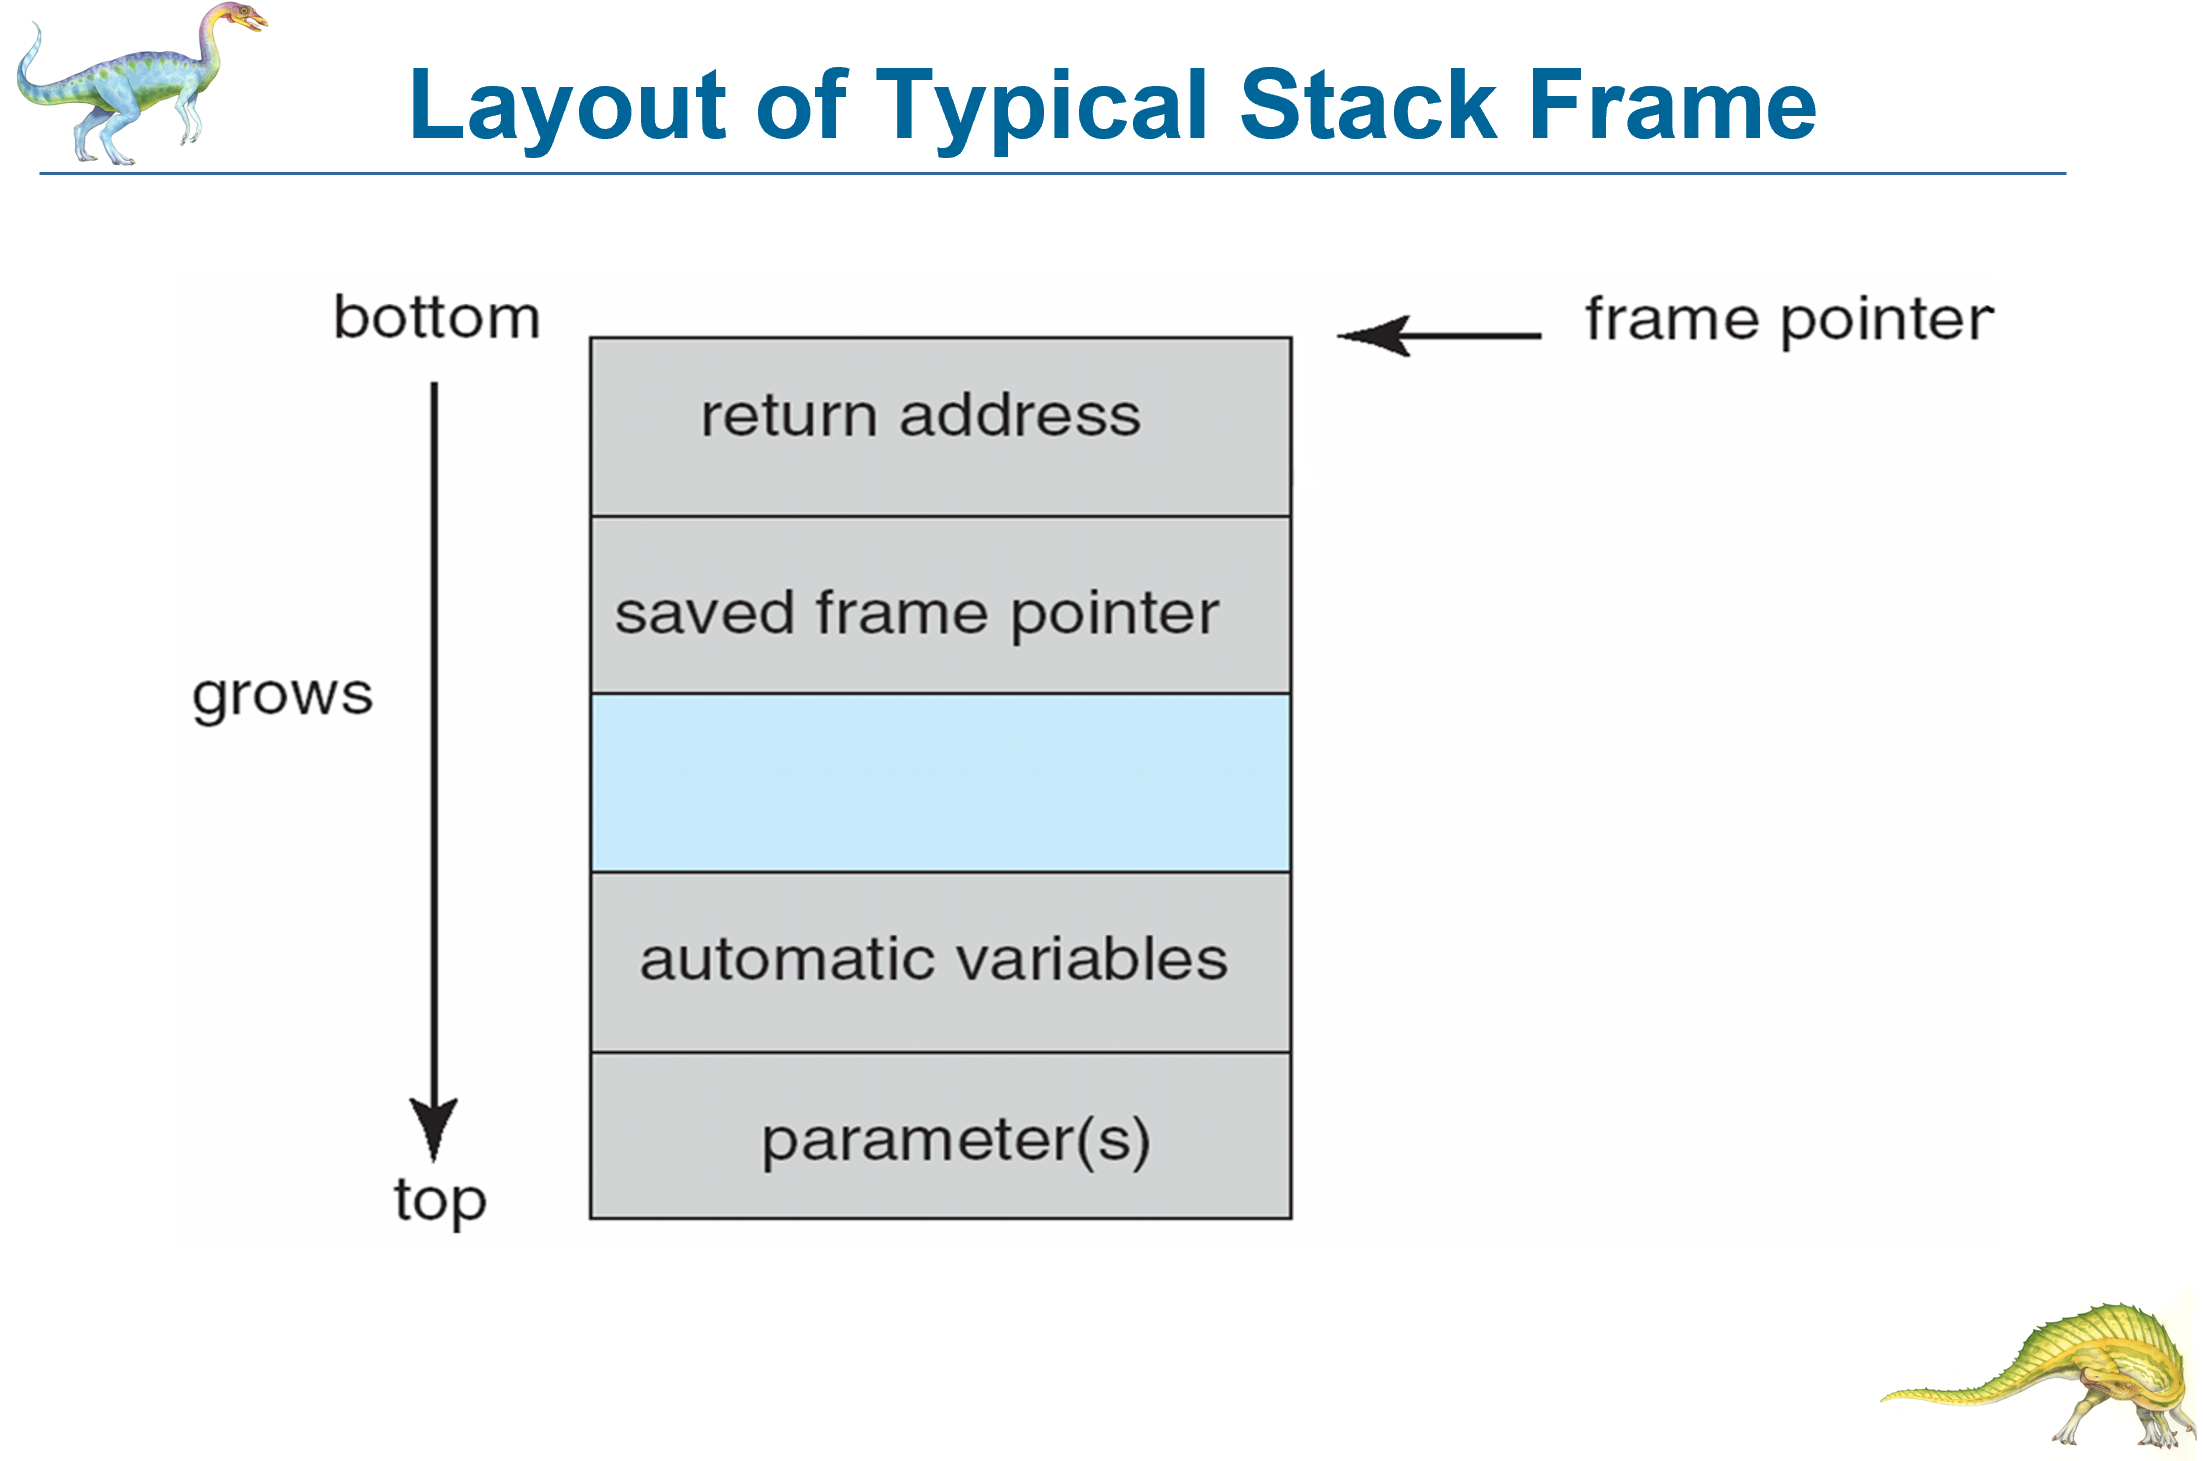 Layout of Typical Stack Frame
bottom
frame pointer
return address
saved frame pointer
grows
automatic variables
parameter(s)
top